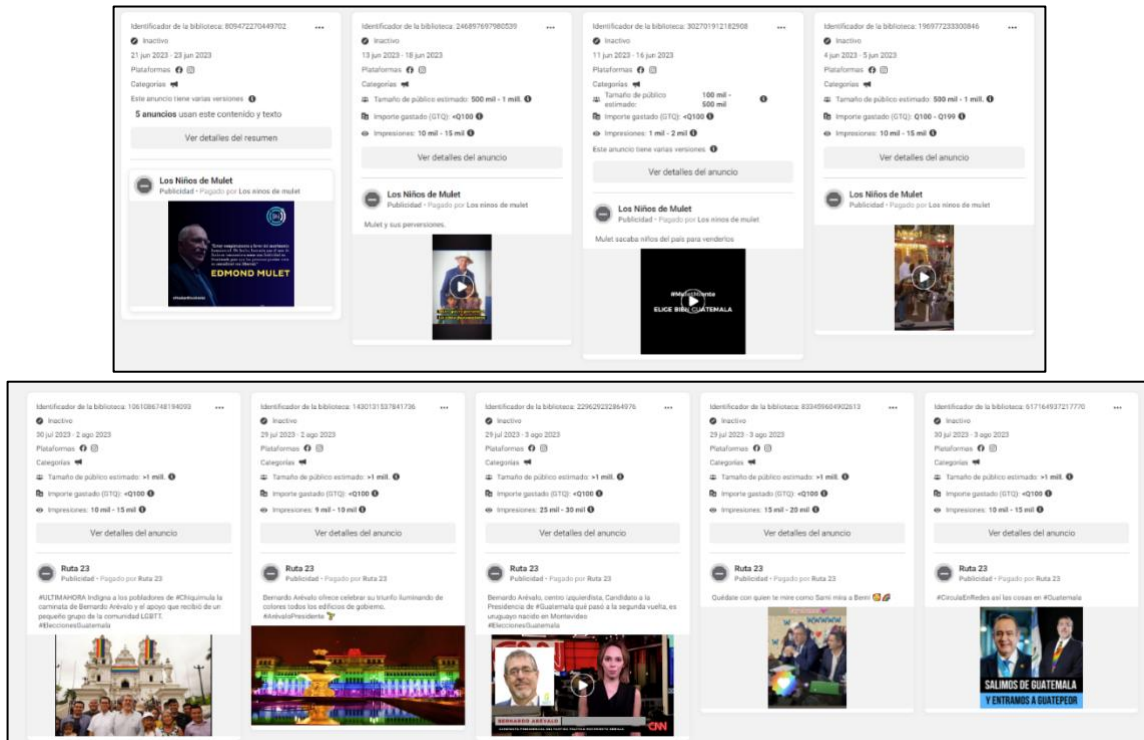 Identificador de la biblioteca: 809472270449702
Inactivo
21 jun 2023 - 23 jun 2023
Plataformas
Categorías
Este anuncio tiene varias versiones
5 anuncios usan este contenido y texto
Ver detalles del resumen
Los Niños de Mulet
Publicidad · Pagado por Los ninos de mulet
EDMOND MULET
Identificador de la biblioteca: 246897697980539
Inactivo
13 jun 2023 - 18 jun 2023
Plataformas
Categorías
Tamaño de público estimado: 500 mil - 1 mill.
Importe gastado (GTQ): <Q100
Impresiones: 10 mil - 15 mil
Ver detalles del anuncio
Los Niños de Mulet
Publicidad · Pagado por Los ninos de mulet
Mulet y sus perversiones.
Identificador de la biblioteca: 302701912182908
Inactivo
11 jun 2023 - 16 jun 2023
Plataformas
Categorías
Tamaño de público estimado: 100 mil - 500 mil
Importe gastado (GTQ): <Q100
Impresiones: 1 mil - 2 mil
Este anuncio tiene varias versiones
Ver detalles del anuncio
Los Niños de Mulet
Publicidad · Pagado por Los ninos de mulet
Mulet sacaba niños del país para venderlos
#MuletMienta
ELIGE BIEN GUATEMALA
Identificador de la biblioteca: 196977233300846
Inactivo
4 jun 2023 - 5 jun 2023
Plataformas
Categorías
Tamaño de público estimado: 500 mil - 1 mill.
Importe gastado (GTQ): Q100 - Q199
Impresiones: 10 mil - 15 mil
Ver detalles del anuncio
Los Niños de Mulet
Publicidad · Pagado por Los ninos de mulet
Identificador de la biblioteca: 1061086748194093
Inactivo
30 jul 2023 - 2 ago 2023
Plataformas
Categorías
Tamaño de público estimado: >1 mill.
Importe gastado (GTQ): <Q100
Impresiones: 10 mil - 15 mil
Ver detalles del anuncio
Ruta 23
Publicidad · Pagado por Ruta 23
#ULTIMAHORA Indigna a los pobladores de #Chiquimula la
caminata de Bernardo Arévalo y el apoyo que recibió de un
pequeño grupo de la comunidad LGBTT.
#EleccionesGuatemala
Identificador de la biblioteca: 1430131537841736
Inactivo
29 jul 2023 - 2 ago 2023
Plataformas
Categorías
Tamaño de público estimado: >1 mill.
Importe gastado (GTQ): <Q100
Impresiones: 9 mil - 10 mil
Ver detalles del anuncio
Ruta 23
Publicidad · Pagado por Ruta 23
Bernardo Arévalo ofrece celebrar su triunfo iluminando de
colores todos los edificios de gobierno.
#ArévaloPresidente
Identificador de la biblioteca: 229629232864976
Inactivo
29 jul 2023 - 3 ago 2023
Plataformas
Categorías
Tamaño de público estimado: >1 mill.
Importe gastado (GTQ): <Q100
Impresiones: 25 mil - 30 mil
Ver detalles del anuncio
Ruta 23
Publicidad · Pagado por Ruta 23
Bernardo Arévalo, centro izquierdista, Candidato a la
Presidencia de #Guatemala qué pasó a la segunda vuelta, es
uruguayo nacido en Montevideo
#EleccionesGuatemala
BERNARDO ARÉVALO
CNN
Identificador de la biblioteca: 833459604902613
Inactivo
29 jul 2023 - 3 ago 2023
Plataformas
Categorías
Tamaño de público estimado: >1 mill.
Importe gastado (GTQ): <Q100
Impresiones: 15 mil - 20 mil
Ver detalles del anuncio
Ruta 23
Publicidad · Pagado por Ruta 23
Quédate con quien te mire como Sami mira a Berni
Identificador de la biblioteca: 617164937217770
Inactivo
30 jul 2023 - 3 ago 2023
Plataformas
Categorías
Tamaño de público estimado: >1 mill.
Importe gastado (GTQ): <Q100
Impresiones: 10 mil - 15 mil
Ver detalles del anuncio
Ruta 23
Publicidad · Pagado por Ruta 23
#CirculaEnRedes así las cosas en #Guatemala
SALIMOS DE GUATEMALA
Y ENTRAMOS A GUATEPEOR